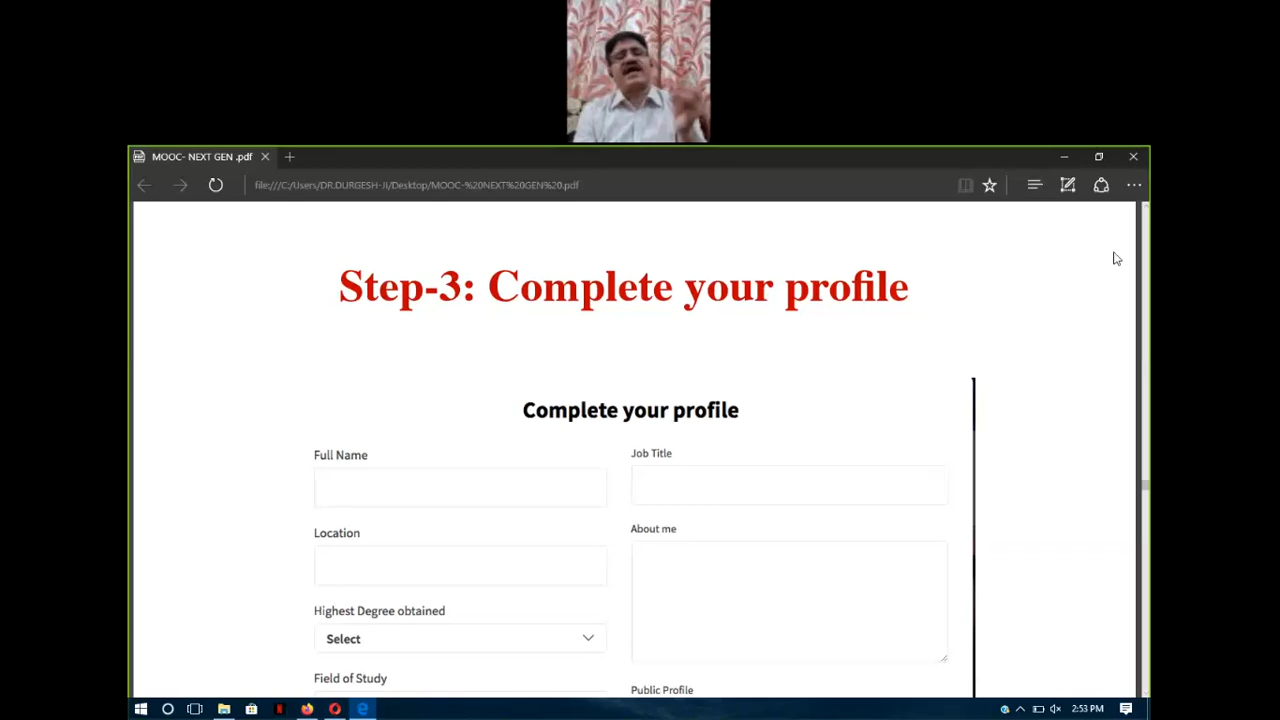 MOOC- NEXT GEN .pdf
file:///C:/Users/DR.DURGESH-JI/Desktop/MOOC-%20NEXT%20GEN%20.pdf
Step-3: Complete your profile
Complete your profile
Full Name
Job Title
Location
About me
Highest Degree obtained
Select
Field of Study
Public Profile
2:53 PM